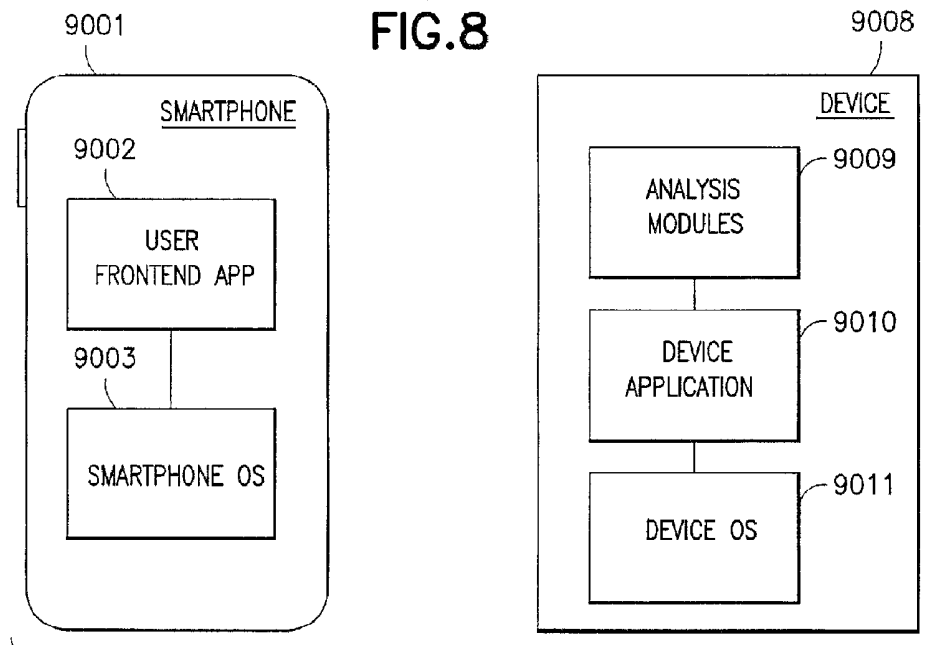 FIG.8
9001
SMARTPHONE
9002
USER
FRONTEND APP
9003
SMARTPHONE OS
9008
DEVICE
9009
ANALYSIS
MODULES
9010
DEVICE
APPLICATION
9011
DEVICE OS